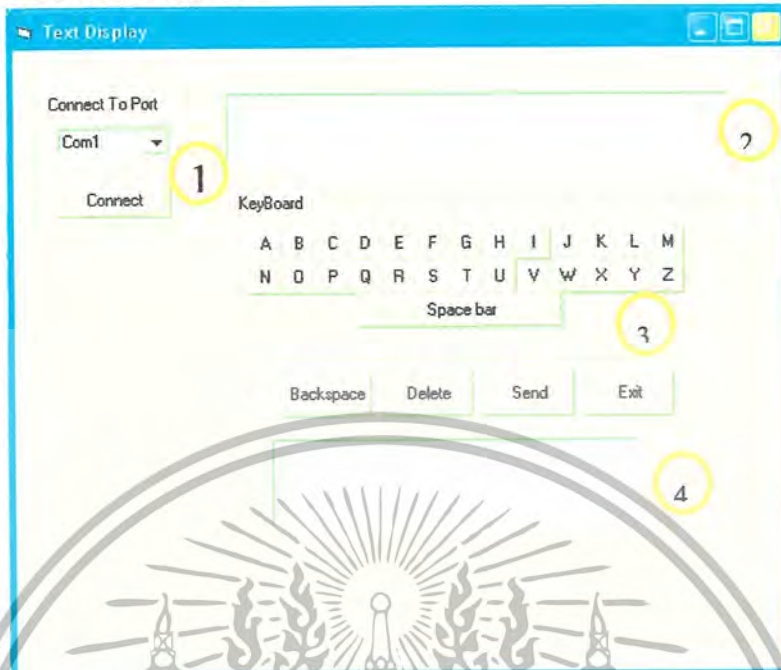 Text Display
Connect To Port
Com1
Connect
1
2
KeyBoard
A B C D E F G H I J K L M
N O P Q R S T U V W X Y Z
Space bar
3
Backspace Delete Send Exit
4